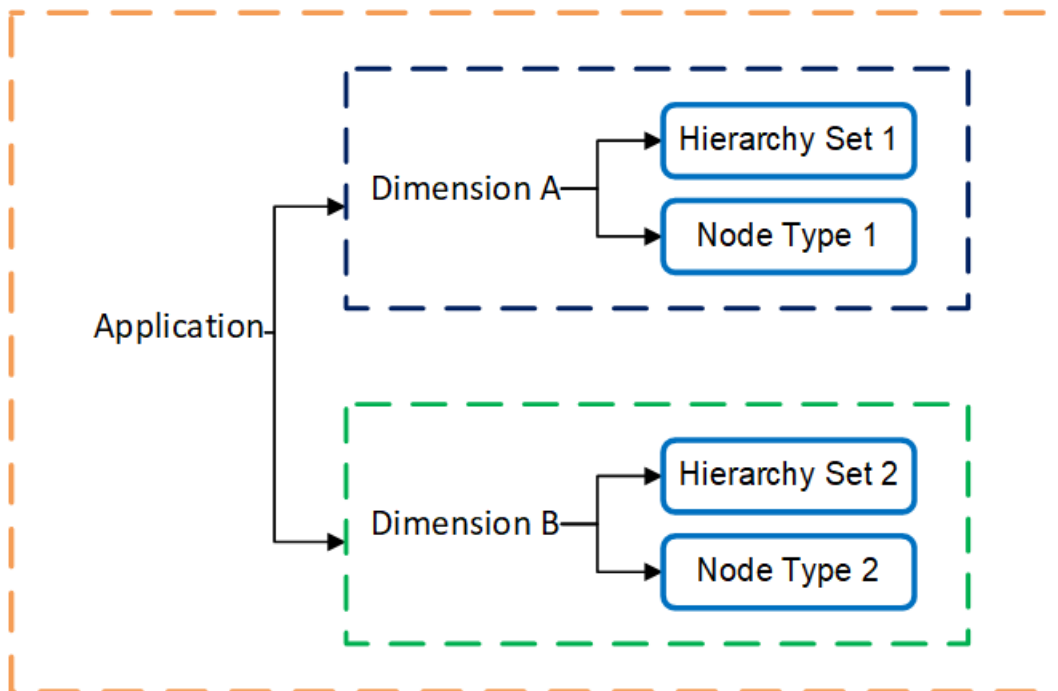 Hierarchy Set 1
Dimension A
Node Type 1
Application
Hierarchy Set 2
Dimension B
Node Type 2